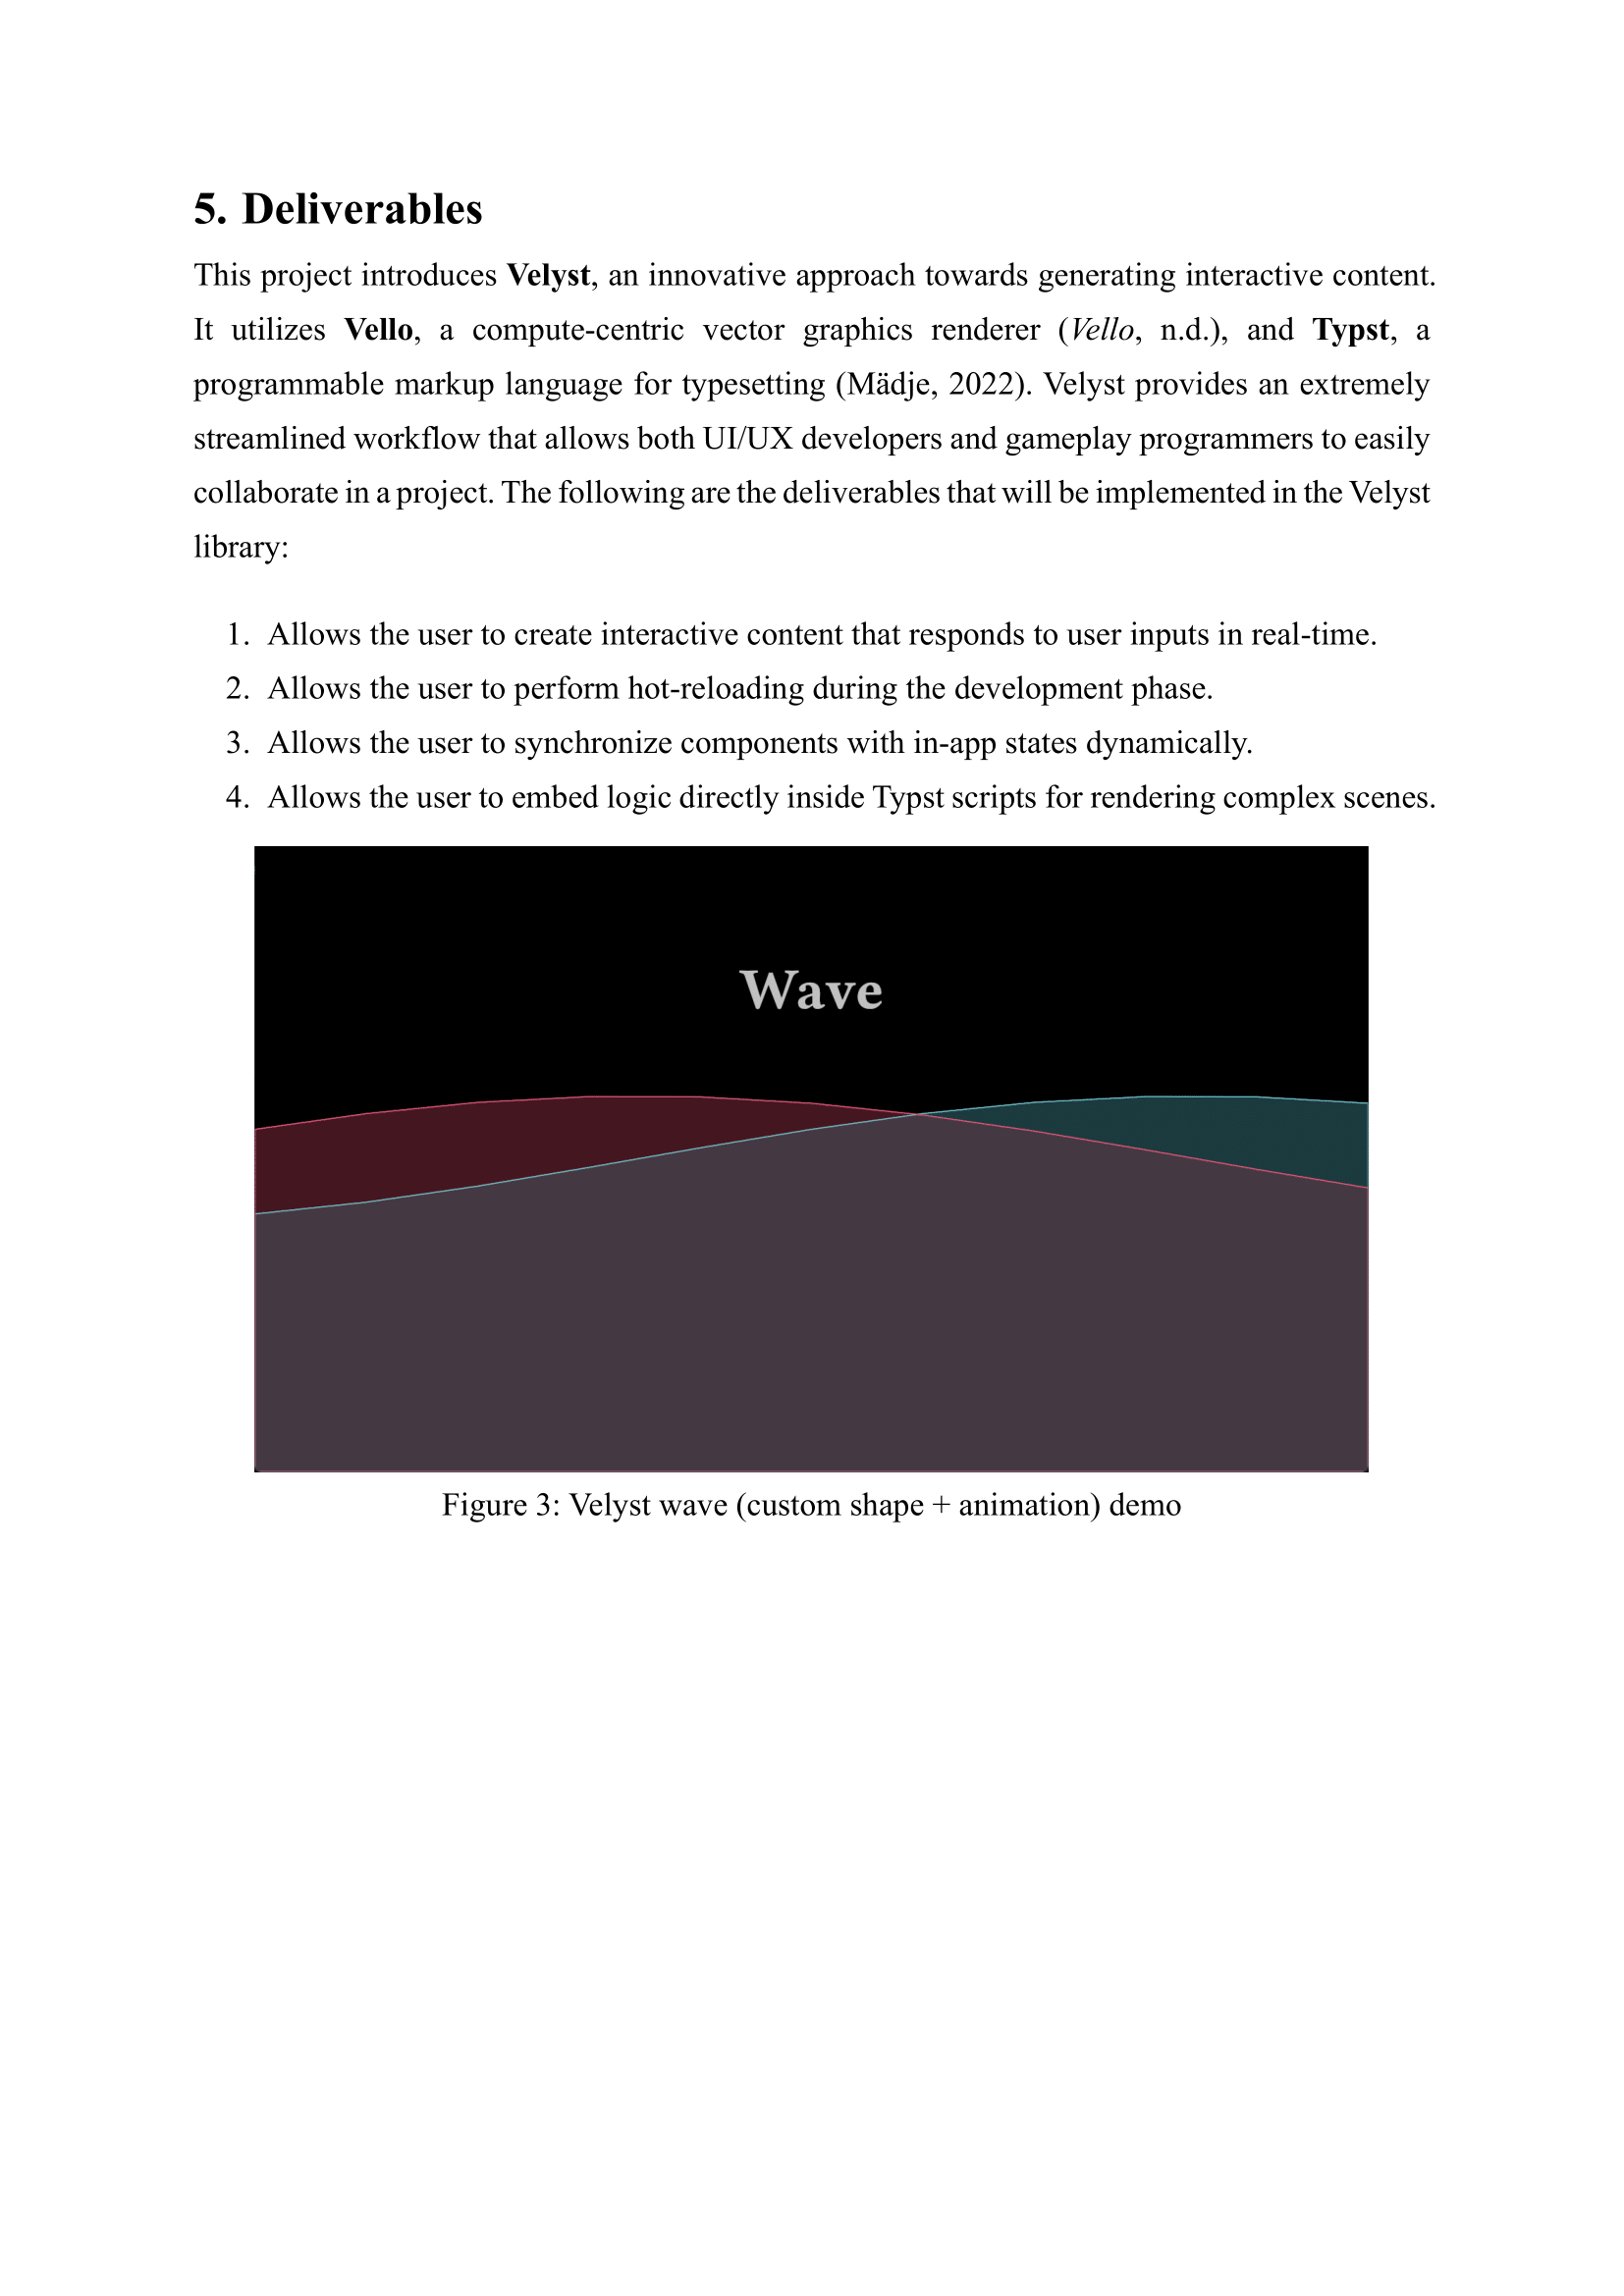 5. Deliverables
This project introduces Velyst, an innovative approach towards generating interactive content.
It utilizes Vello, a compute-centric vector graphics renderer (Vello, n.d.), and Typst, a
programmable markup language for typesetting (Mädje, 2022). Velyst provides an extremely
streamlined workflow that allows both UI/UX developers and gameplay programmers to easily
collaborate in a project. The following are the deliverables that will be implemented in the Velyst
library:
1. Allows the user to create interactive content that responds to user inputs in real-time.
2. Allows the user to perform hot-reloading during the development phase.
3. Allows the user to synchronize components with in-app states dynamically.
4. Allows the user to embed logic directly inside Typst scripts for rendering complex scenes.
Wave
Figure 3: Velyst wave (custom shape + animation) demo